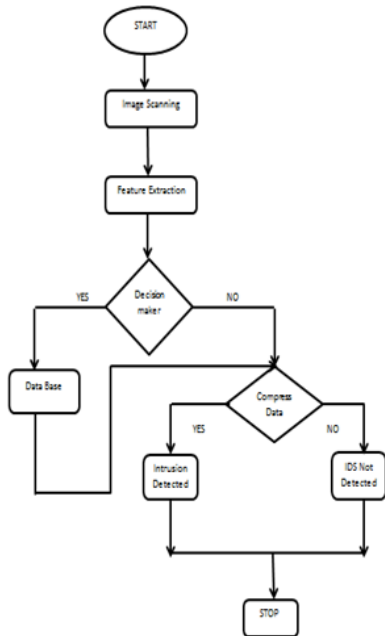 START
Image Scanning
Feature Extraction
Decision
maker
YES
NO
Data Base
Compress
Data
YES
NO
Intrusion
Detected
IDS Not
Detected
STOP